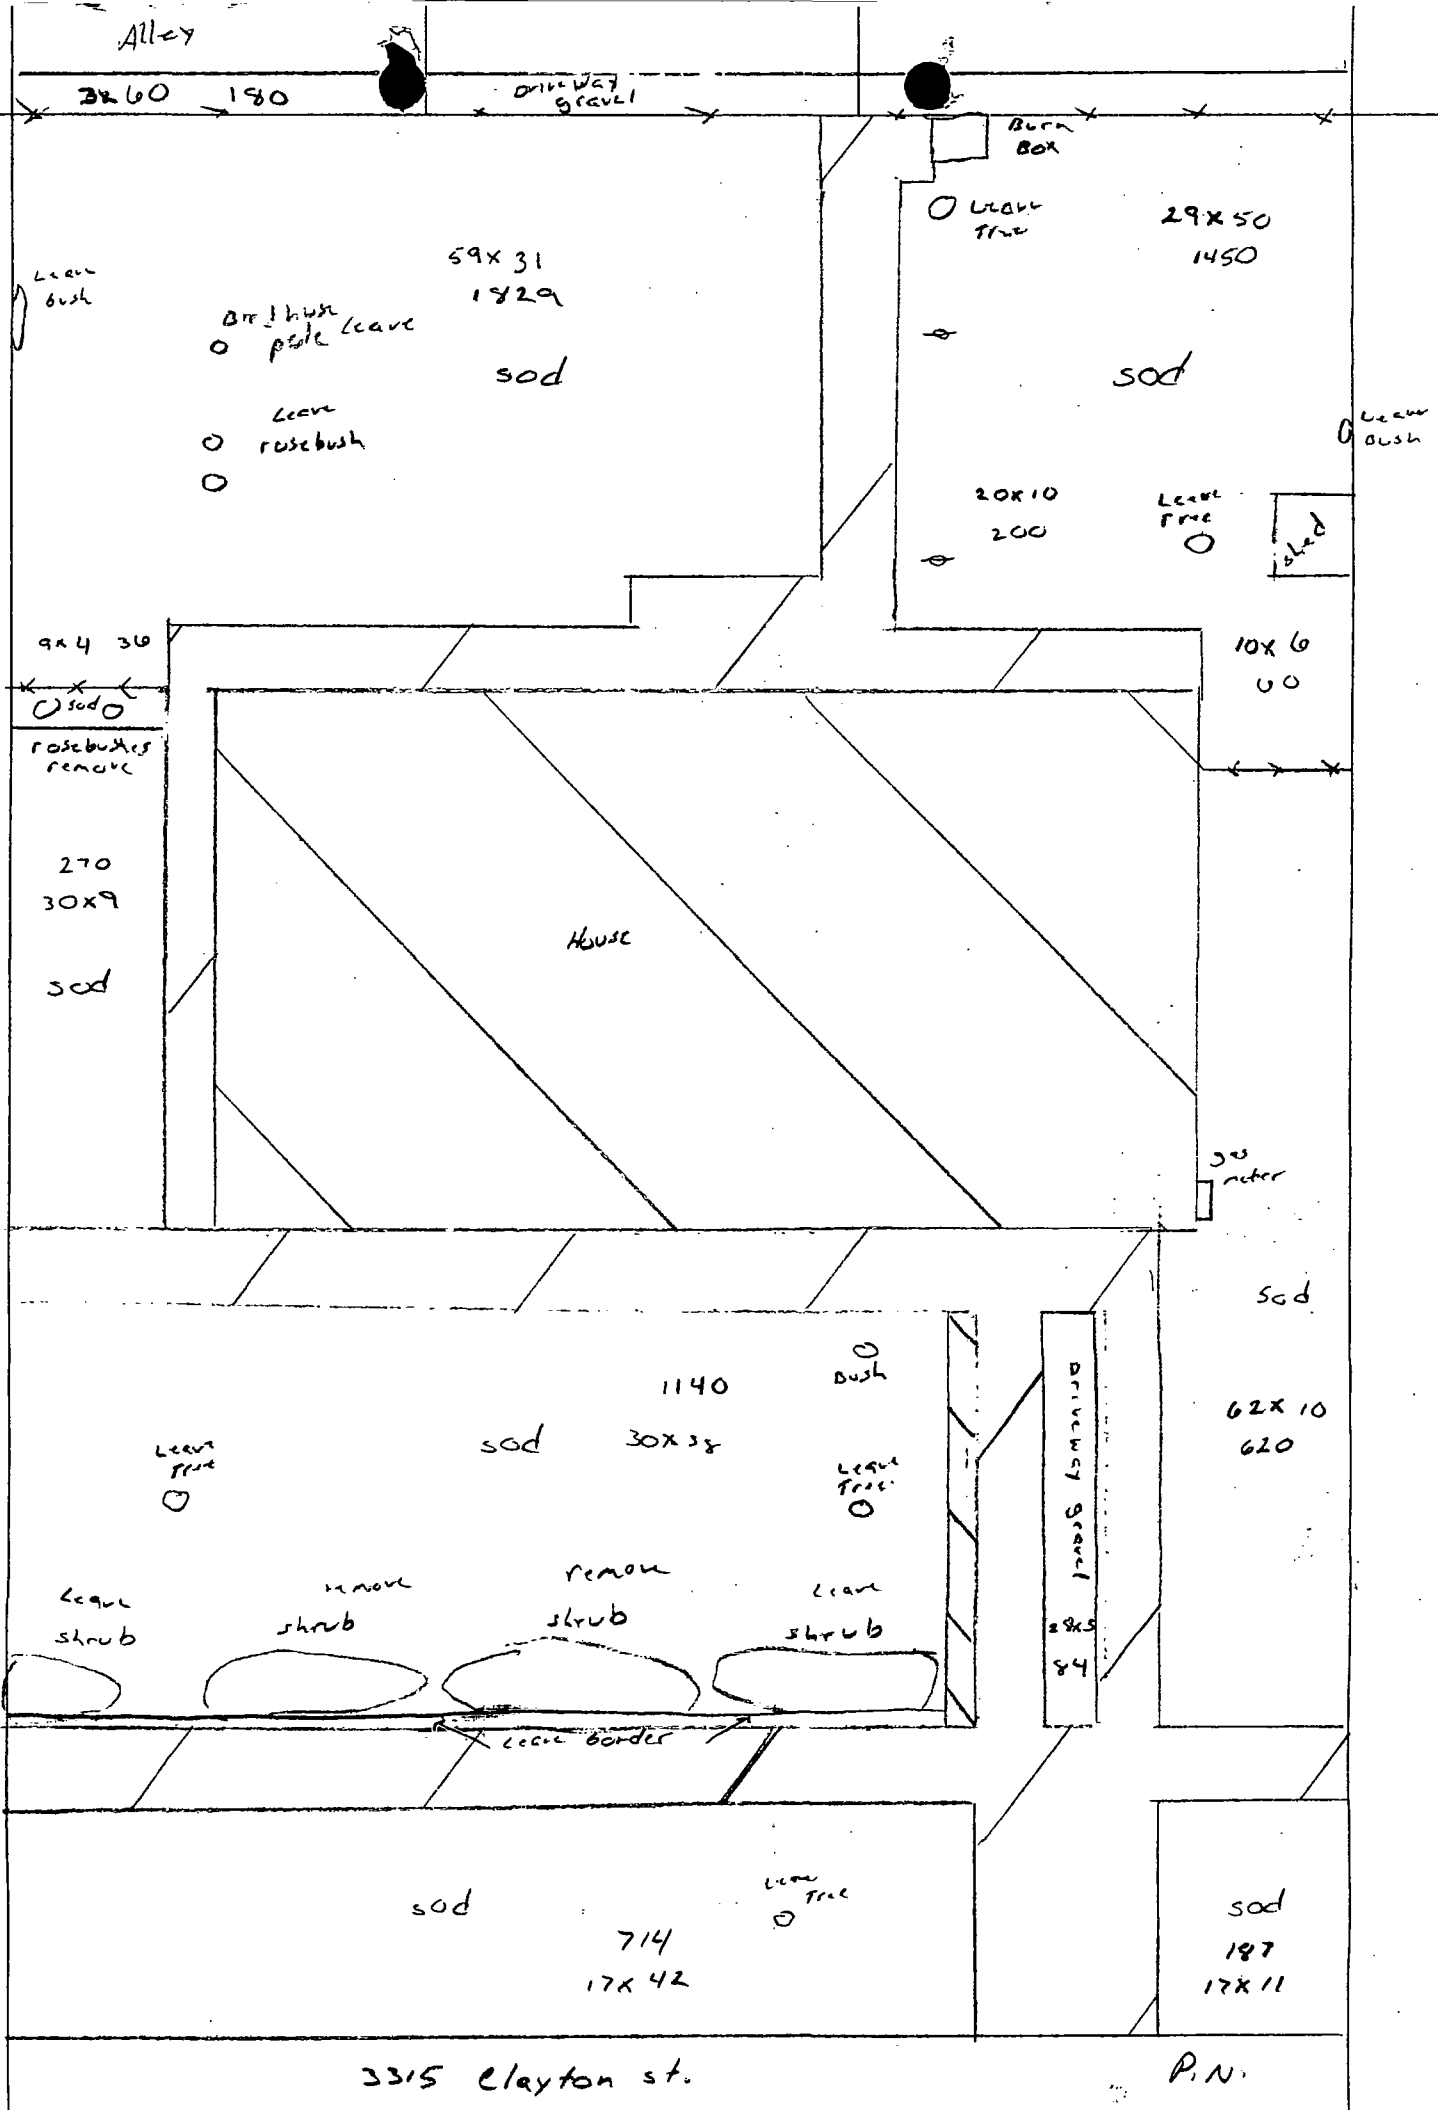 Alley
3x60 180
Driveway
gravel
Burn
Box
Leave
Tree
29x50
1450
59x31
1829
Leave
bush
Birdhouse
pole Leave
sod
sod
Leave
rosebush
Leave
Bush
20x10
200
Leave
Tree
shed
9x4 36
10x6
60
sod
rosebushes
remove
270
30x9
sod
House
gas
meter
sod
62x10
620
Bush
1140
sod 30x38
Leave
Tree
Leave
Tree
Driveway gravel
28x3
84
Leave
shrub
remove
shrub
remove
shrub
Leave
shrub
Leave border
sod
Leave
Tree
714
17x42
sod
187
17x11
3315 Clayton st.
P.N.